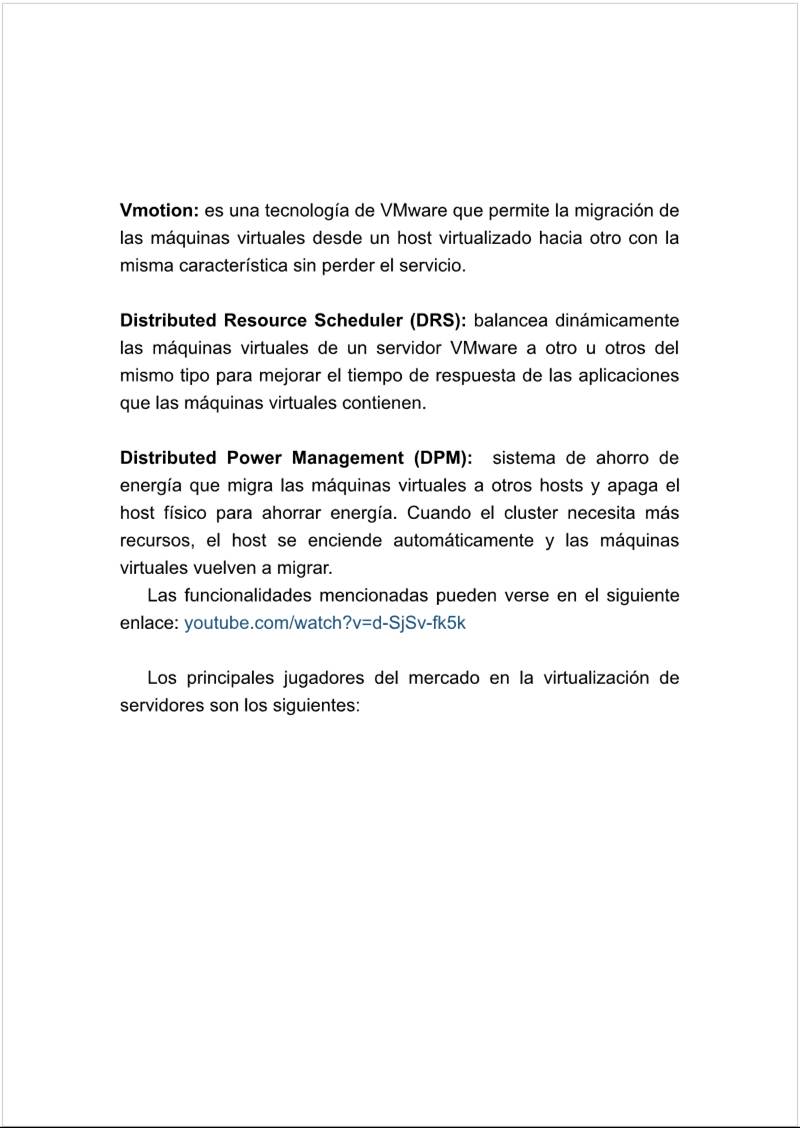 Vmotion: es una tecnología de VMware que permite la migración de
las máquinas virtuales desde un host virtualizado hacia otro con la
misma característica sin perder el servicio.
Distributed Resource Scheduler (DRS): balancea dinámicamente
las máquinas virtuales de un servidor VMware a otro u otros del
mismo tipo para mejorar el tiempo de respuesta de las aplicaciones
que las máquinas virtuales contienen.
Distributed Power Management (DPM): sistema de ahorro de
energía que migra las máquinas virtuales a otros hosts y apaga el
host físico para ahorrar energía. Cuando el cluster necesita más
recursos, el host se enciende automáticamente y las máquinas
virtuales vuelven a migrar.
Las funcionalidades mencionadas pueden verse en el siguiente
enlace: youtube.com/watch?v=d-SjSv-fk5k
Los principales jugadores del mercado en la virtualización de
servidores son los siguientes: